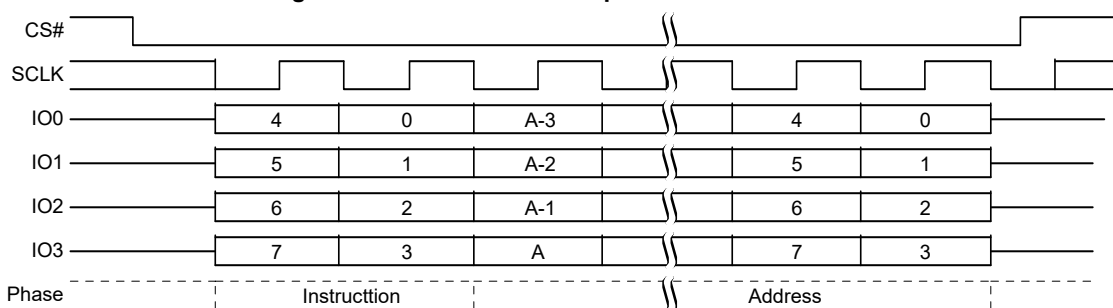 CS#
SCLK
IO0 4 0 A-3 4 0
IO1 5 1 A-2 5 1
IO2 6 2 A-1 6 2
IO3 7 3 A 7 3
Phase Instructtion Address